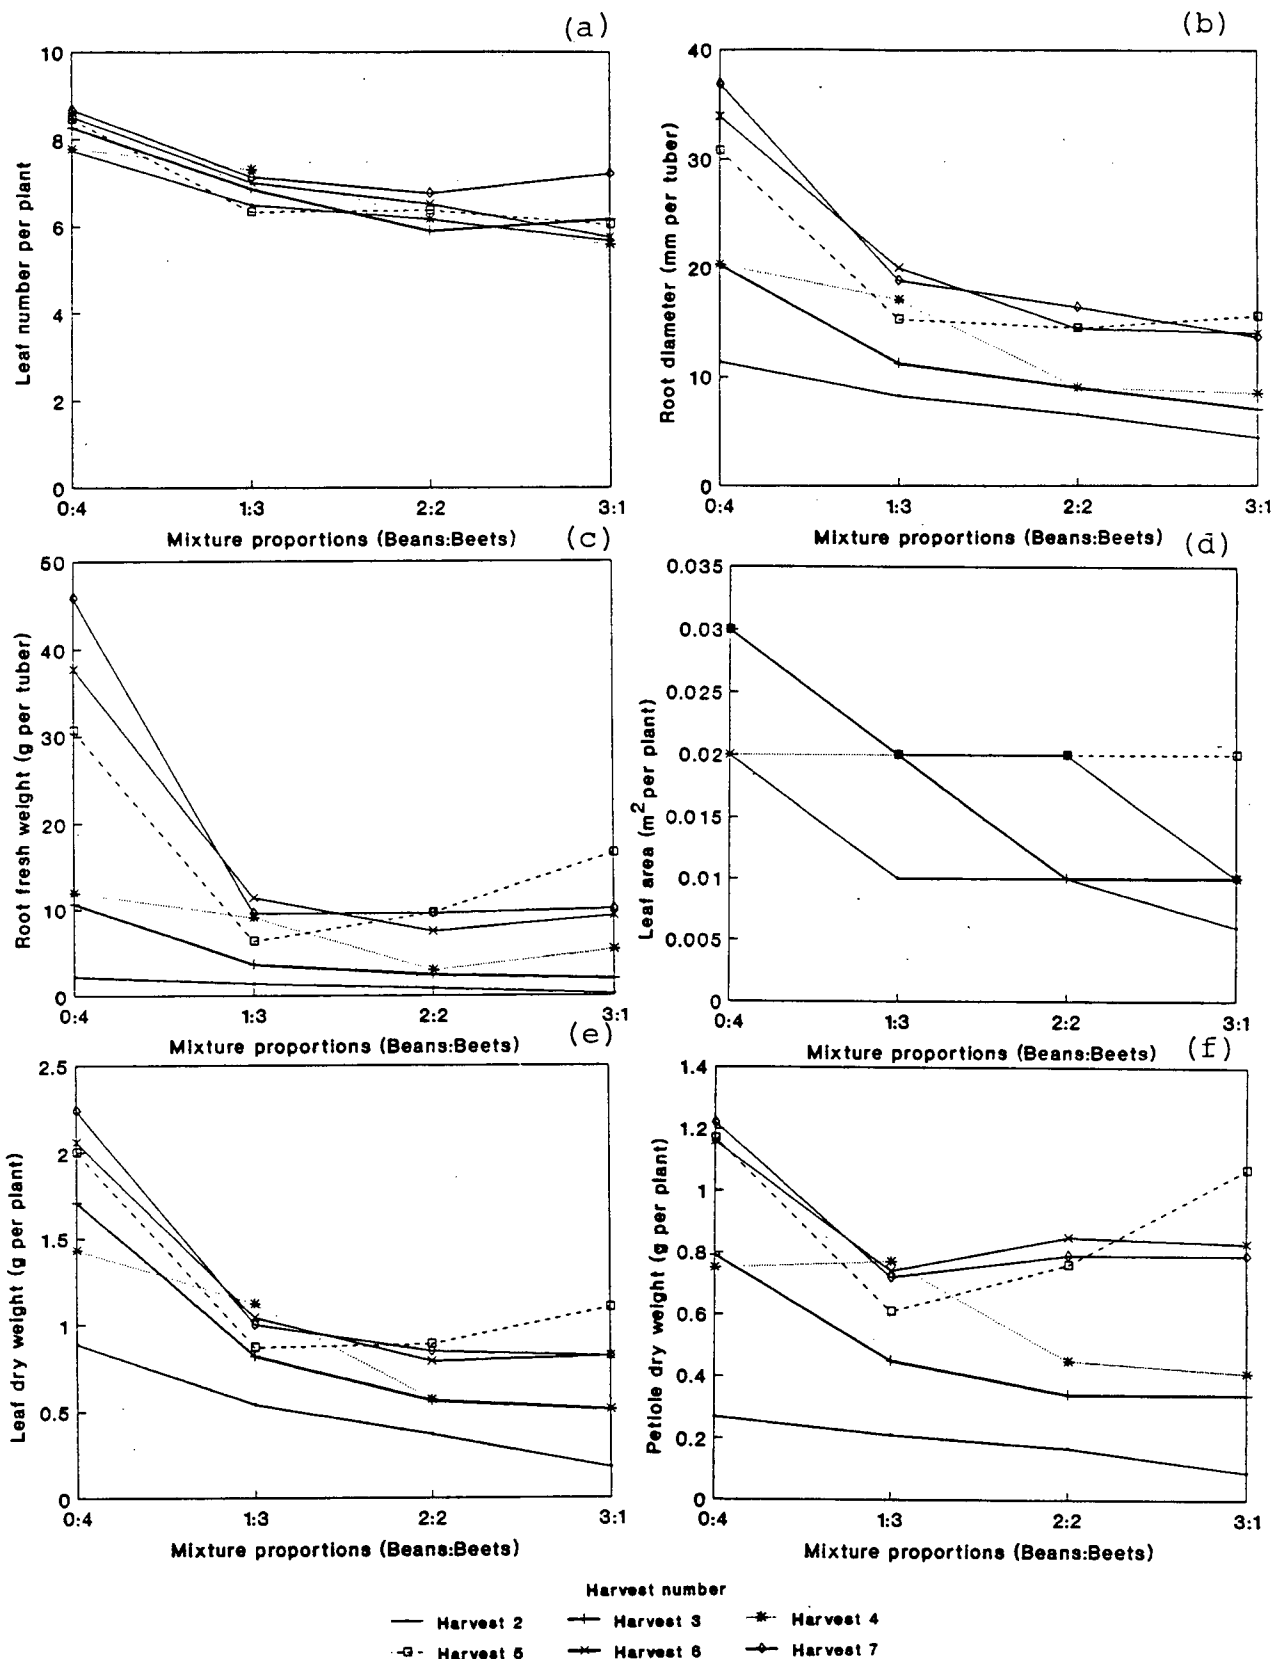 (a)
10
8
6
4
2
0
Leaf number per plant
0:4 1:3 2:2 3:1
Mixture proportions (Beans:Beets)
(b)
40
30
20
10
0
Root diameter (mm per tuber)
0:4 1:3 2:2 3:1
Mixture proportions (Beans:Beets)
(c)
50
40
30
20
10
0
Root fresh weight (g per tuber)
0:4 1:3 2:2 3:1
Mixture proportions (Beans:Beets)
(d)
0.035
0.03
0.025
0.02
0.015
0.01
0.005
0
Leaf area (m2 per plant)
0:4 1:3 2:2 3:1
Mixture proportions (Beans:Beets)
(e)
2.5
2
1.5
1
0.5
0
Leaf dry weight (g per plant)
0:4 1:3 2:2 3:1
Mixture proportions (Beans:Beets)
(f)
1.4
1.2
1
0.8
0.6
0.4
0.2
0
Petiole dry weight (g per plant)
0:4 1:3 2:2 3:1
Mixture proportions (Beans:Beets)
Harvest number
Harvest 2 Harvest 3 Harvest 4
Harvest 5 Harvest 6 Harvest 7